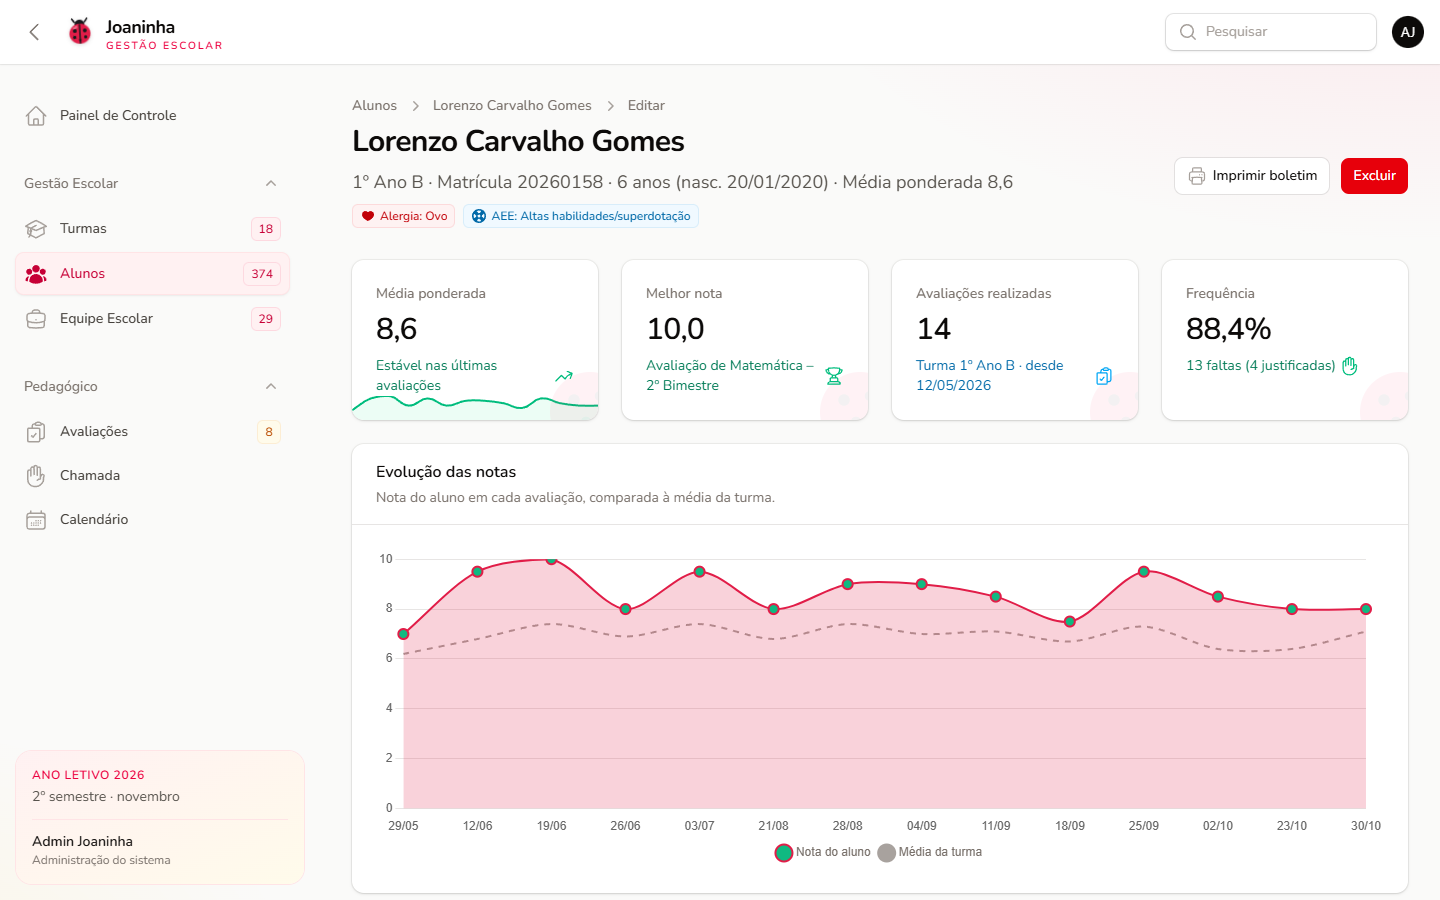 Joaninha
GESTÃO ESCOLAR
Pesquisar
AJ
Painel de Controle
Gestão Escolar
Turmas 18
Alunos 374
Equipe Escolar 29
Pedagógico
Avaliações 8
Chamada
Calendário
ANO LETIVO 2026
2º semestre · novembro
Admin Joaninha
Administração do sistema
Alunos > Lorenzo Carvalho Gomes > Editar
Lorenzo Carvalho Gomes
1º Ano B · Matrícula 20260158 · 6 anos (nasc. 20/01/2020) · Média ponderada 8,6
Alergia: Ovo
AEE: Altas habilidades/superdotação
Imprimir boletim
Excluir
Média ponderada
8,6
Estável nas últimas
avaliações
Melhor nota
10,0
Avaliação de Matemática –
2º Bimestre
Avaliações realizadas
14
Turma 1º Ano B · desde
12/05/2026
Frequência
88,4%
13 faltas (4 justificadas)
Evolução das notas
Nota do aluno em cada avaliação, comparada à média da turma.
10
8
6
4
2
0
29/05 12/06 19/06 26/06 03/07 21/08 28/08 04/09 11/09 18/09 25/09 02/10 23/10 30/10
Nota do aluno
Média da turma